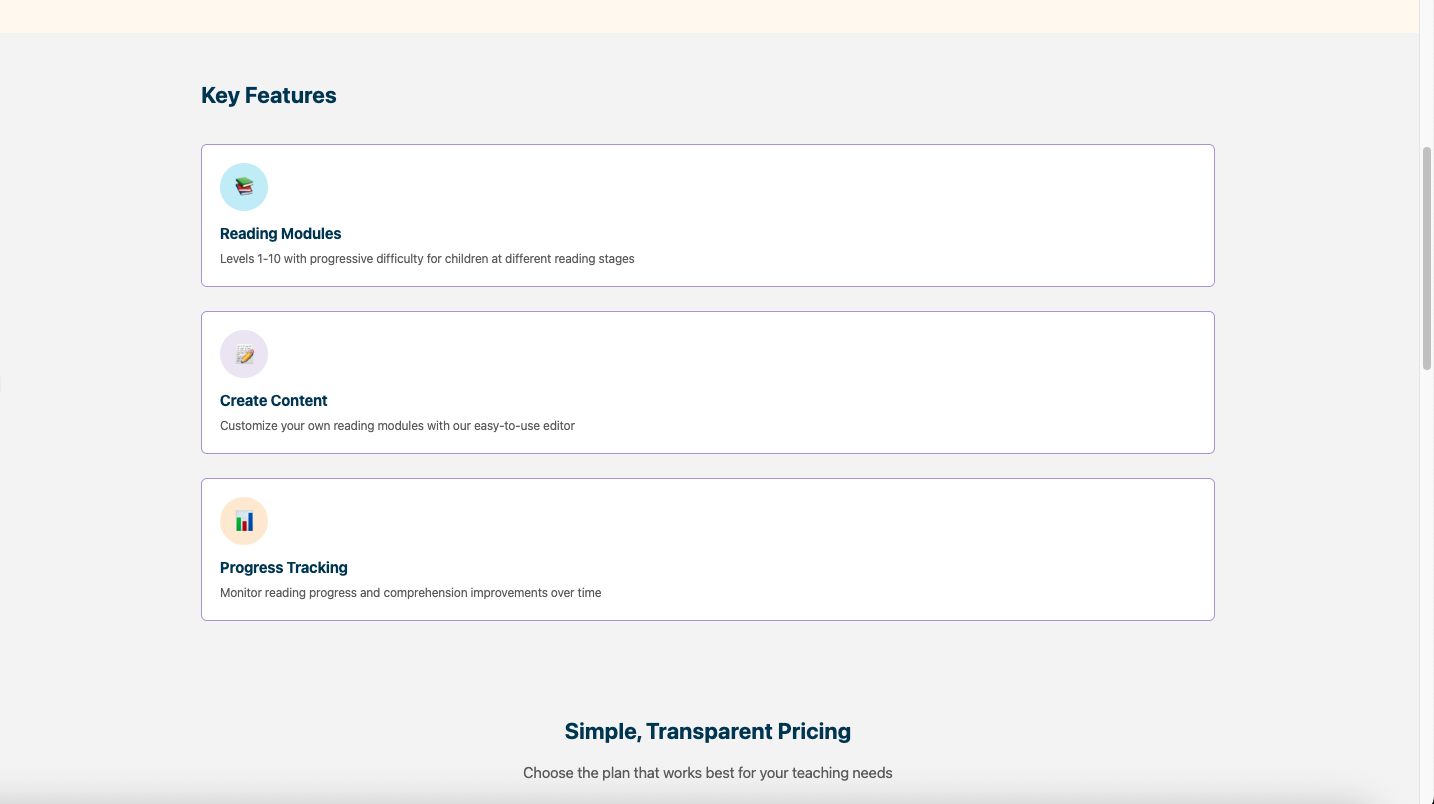 Key Features
Reading Modules
Levels 1-10 with progressive difficulty for children at different reading stages
Create Content
Customize your own reading modules with our easy-to-use editor
Progress Tracking
Monitor reading progress and comprehension improvements over time
Simple, Transparent Pricing
Choose the plan that works best for your teaching needs